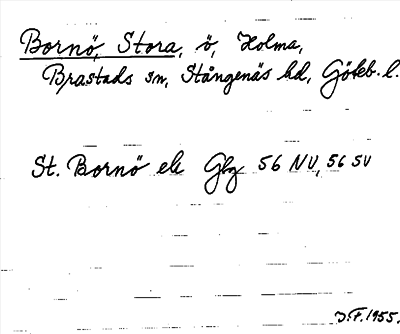 Bornö, Stora, ö, Holma,
Brastads sn, Stångenäs hd, Göteb. l.
St. Bornö ek Gbg 56 NV, 56 SV
D.F. 1955.